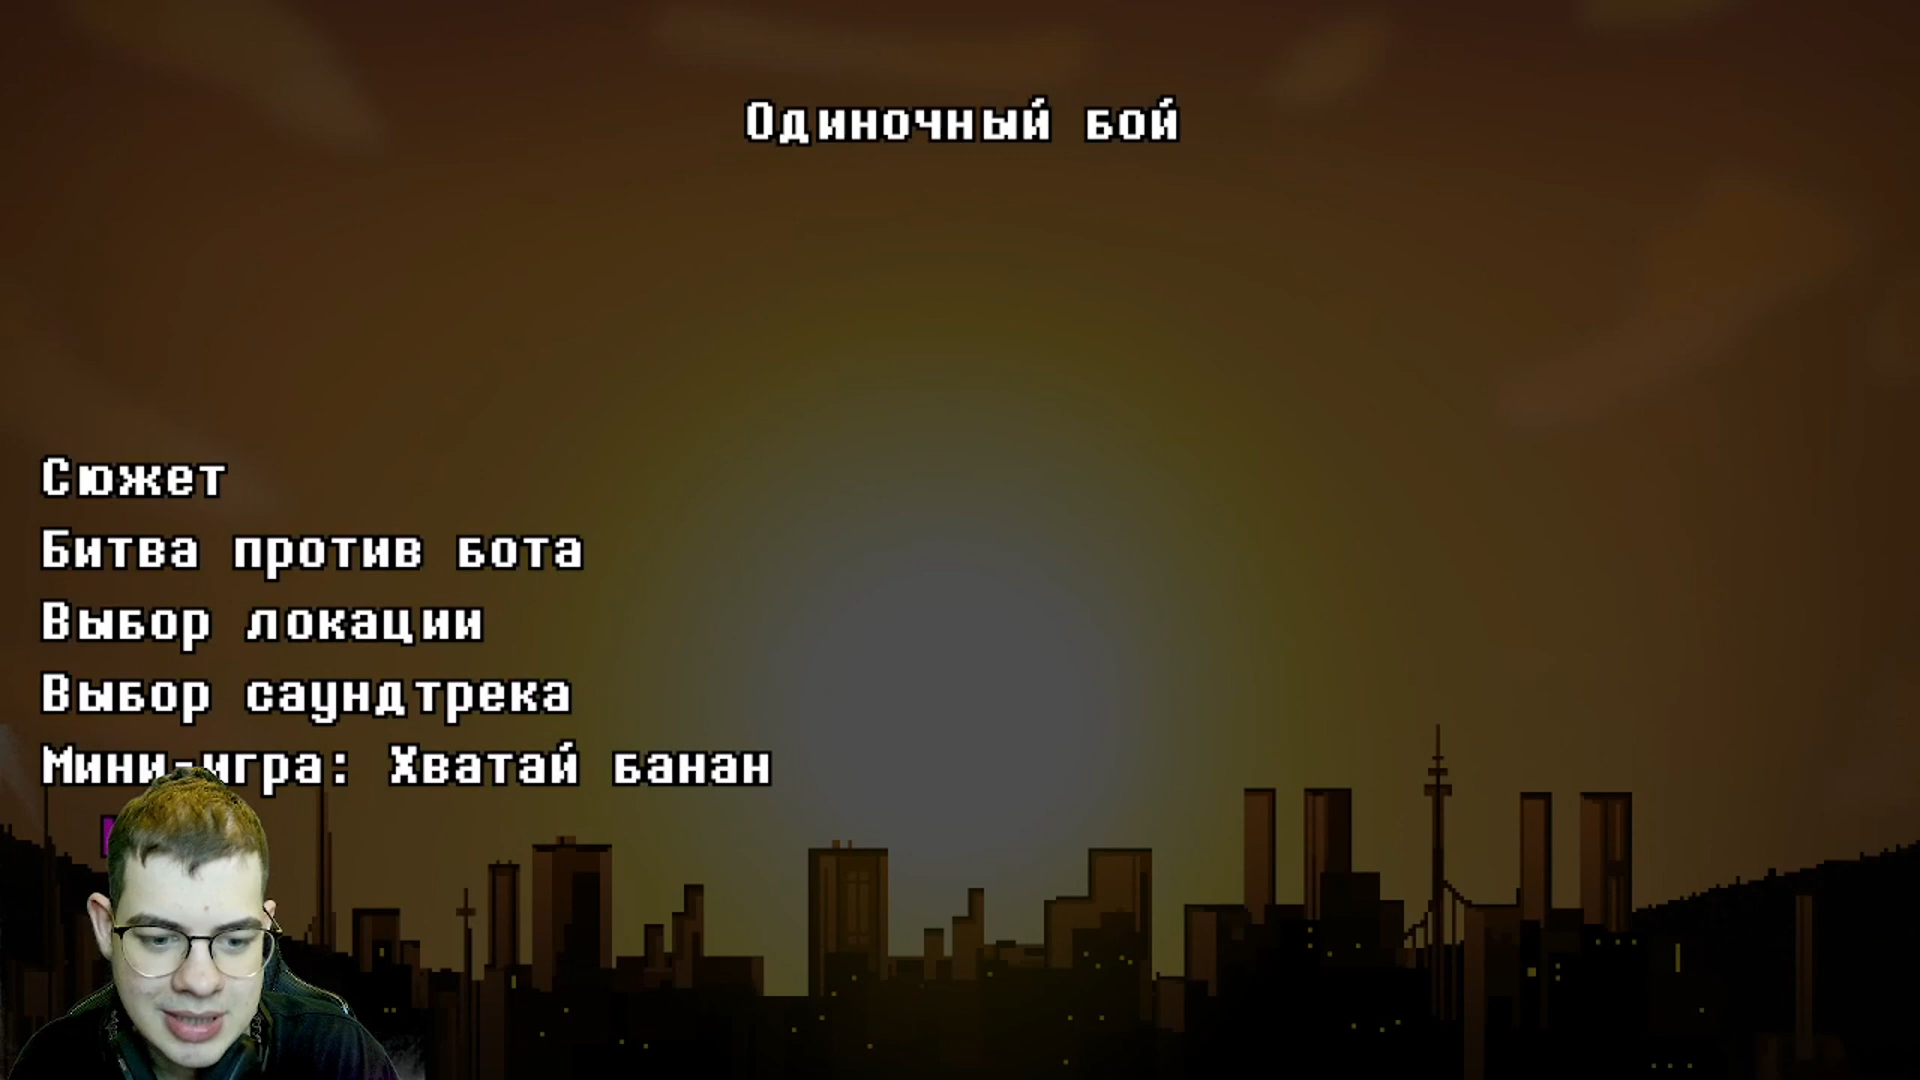 Одиночный бой
Сюжет
Битва против бота
Выбор локации
Выбор саундтрека
Мини-игра: Хватай банан